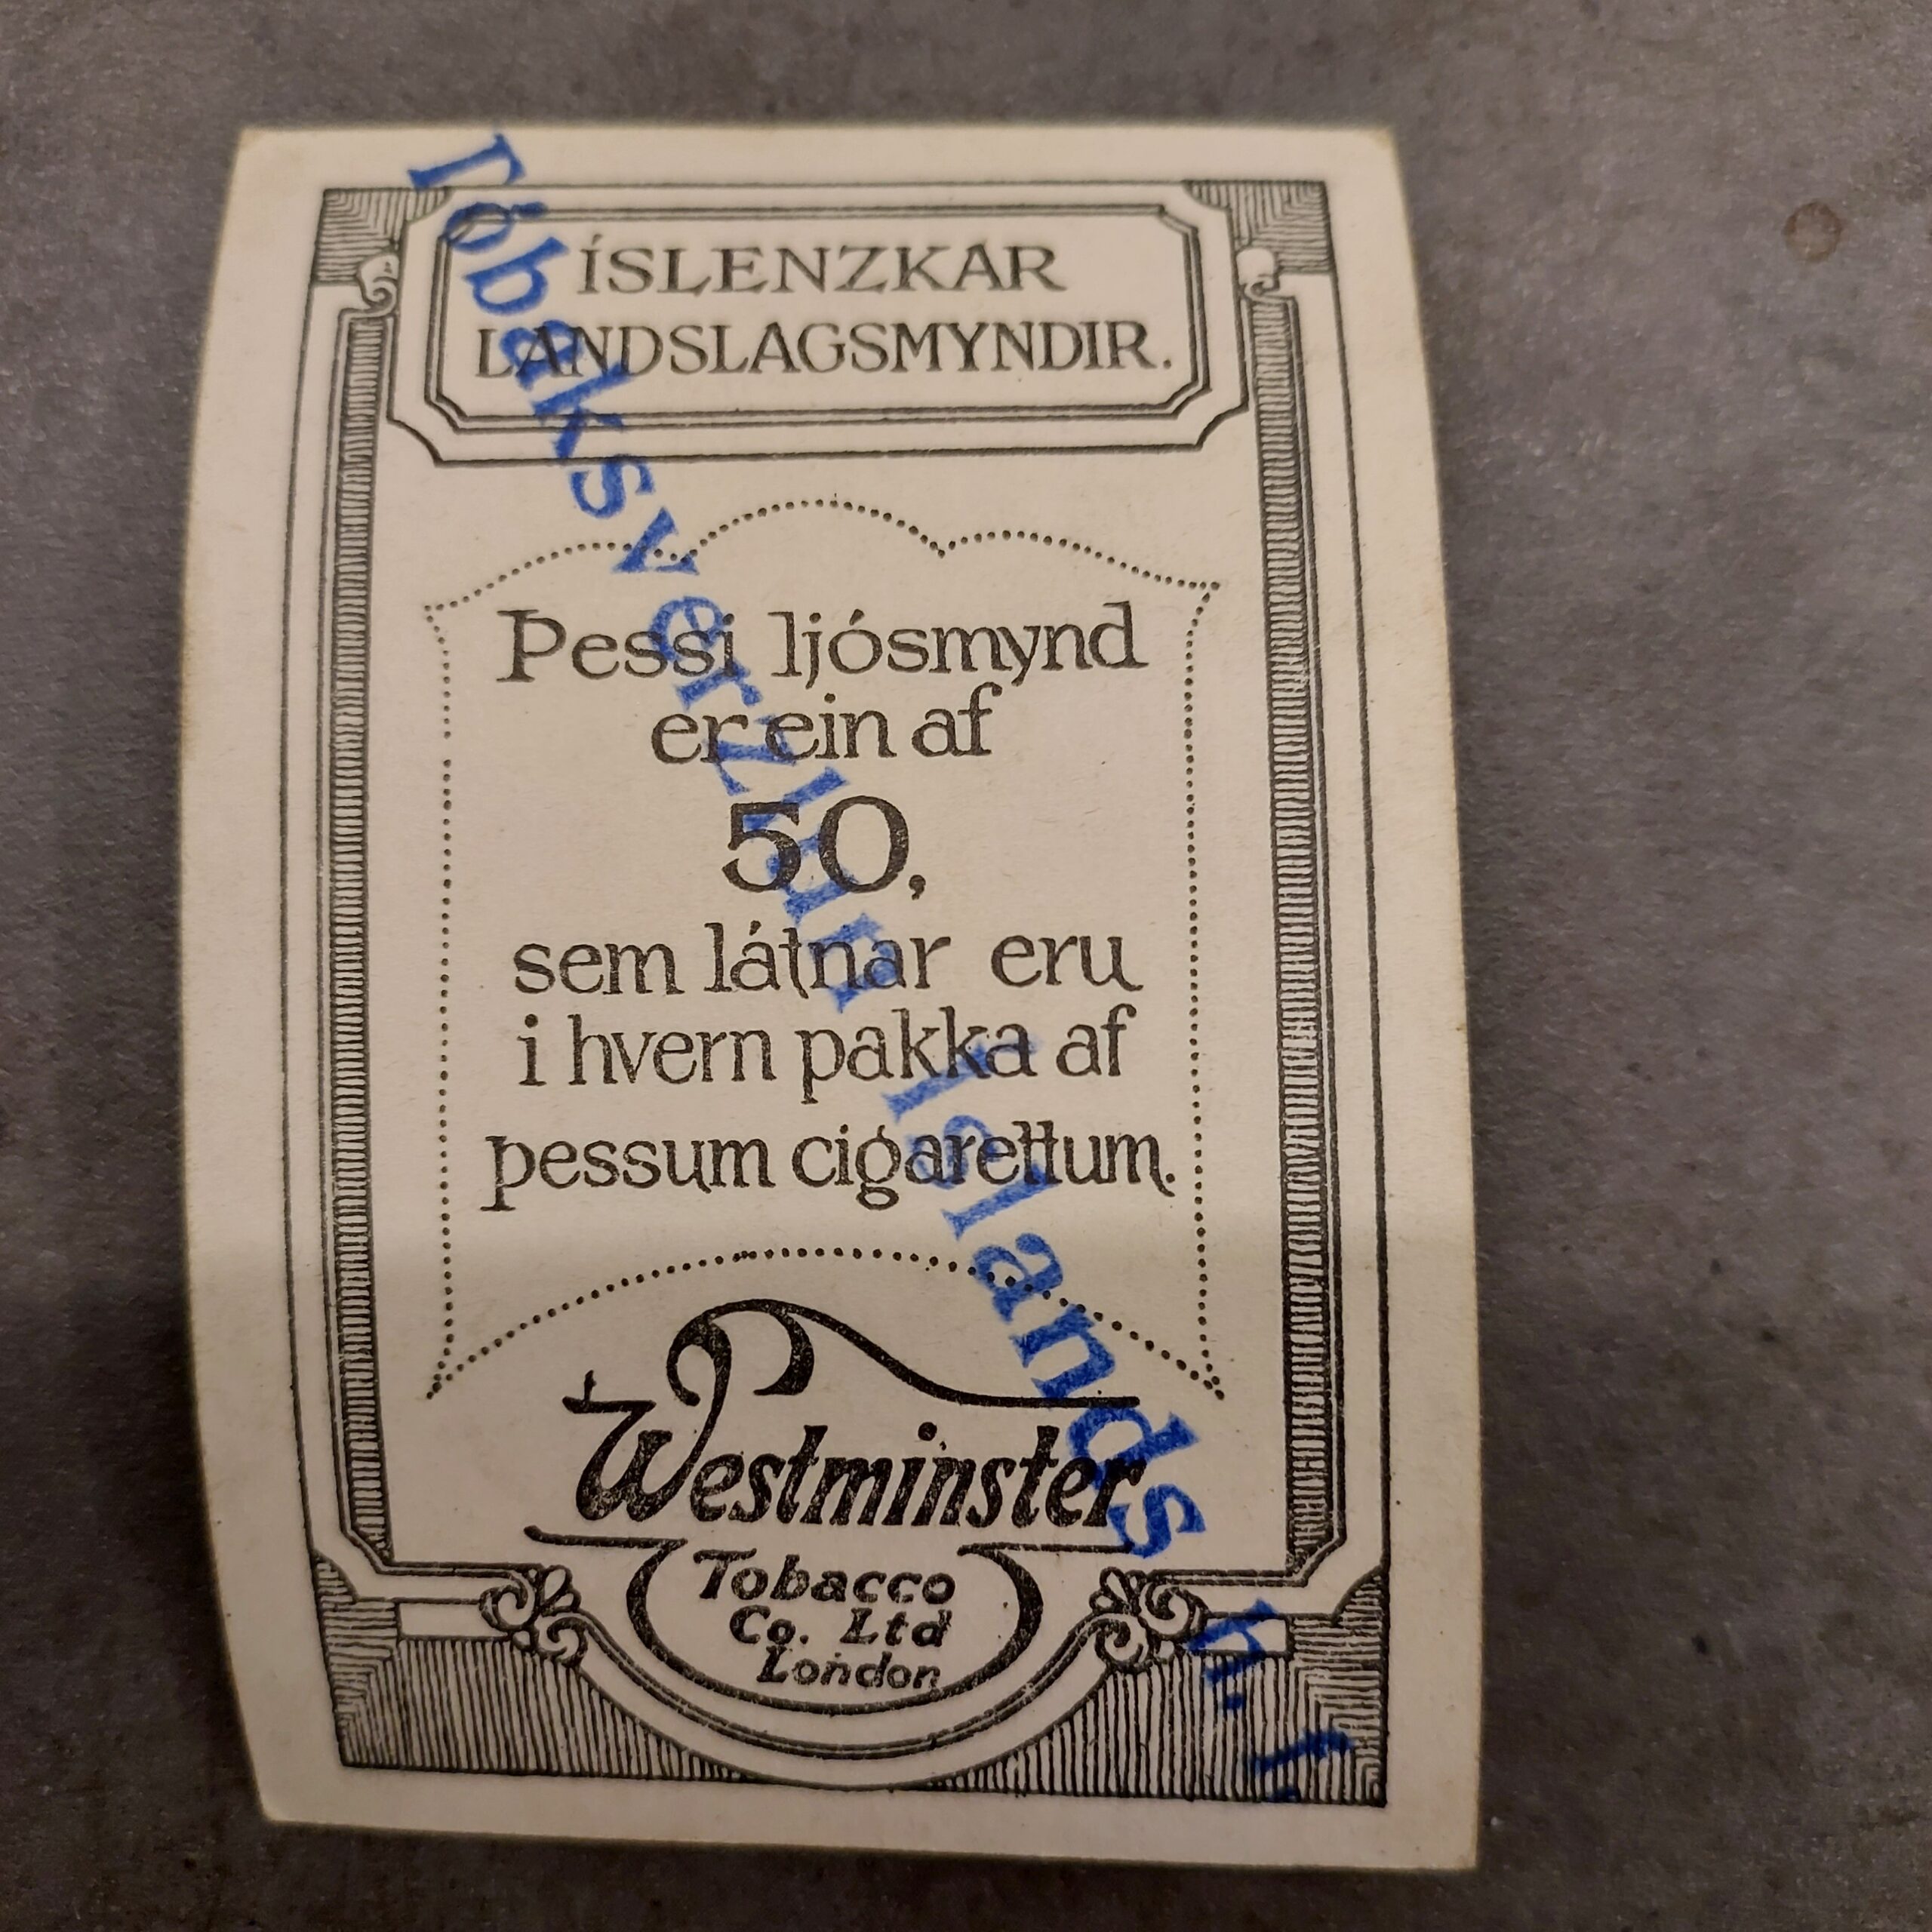 ÍSLENZKAR
LANDSLAGSMYNDIR.
Þessi ljósmynd
er ein af
50,
sem látnar eru
i hvern pakka af
þessum cigarettum.
Westminster
Tobacco
Co. Ltd
London
Tóbaksverzlun Islands h.f.